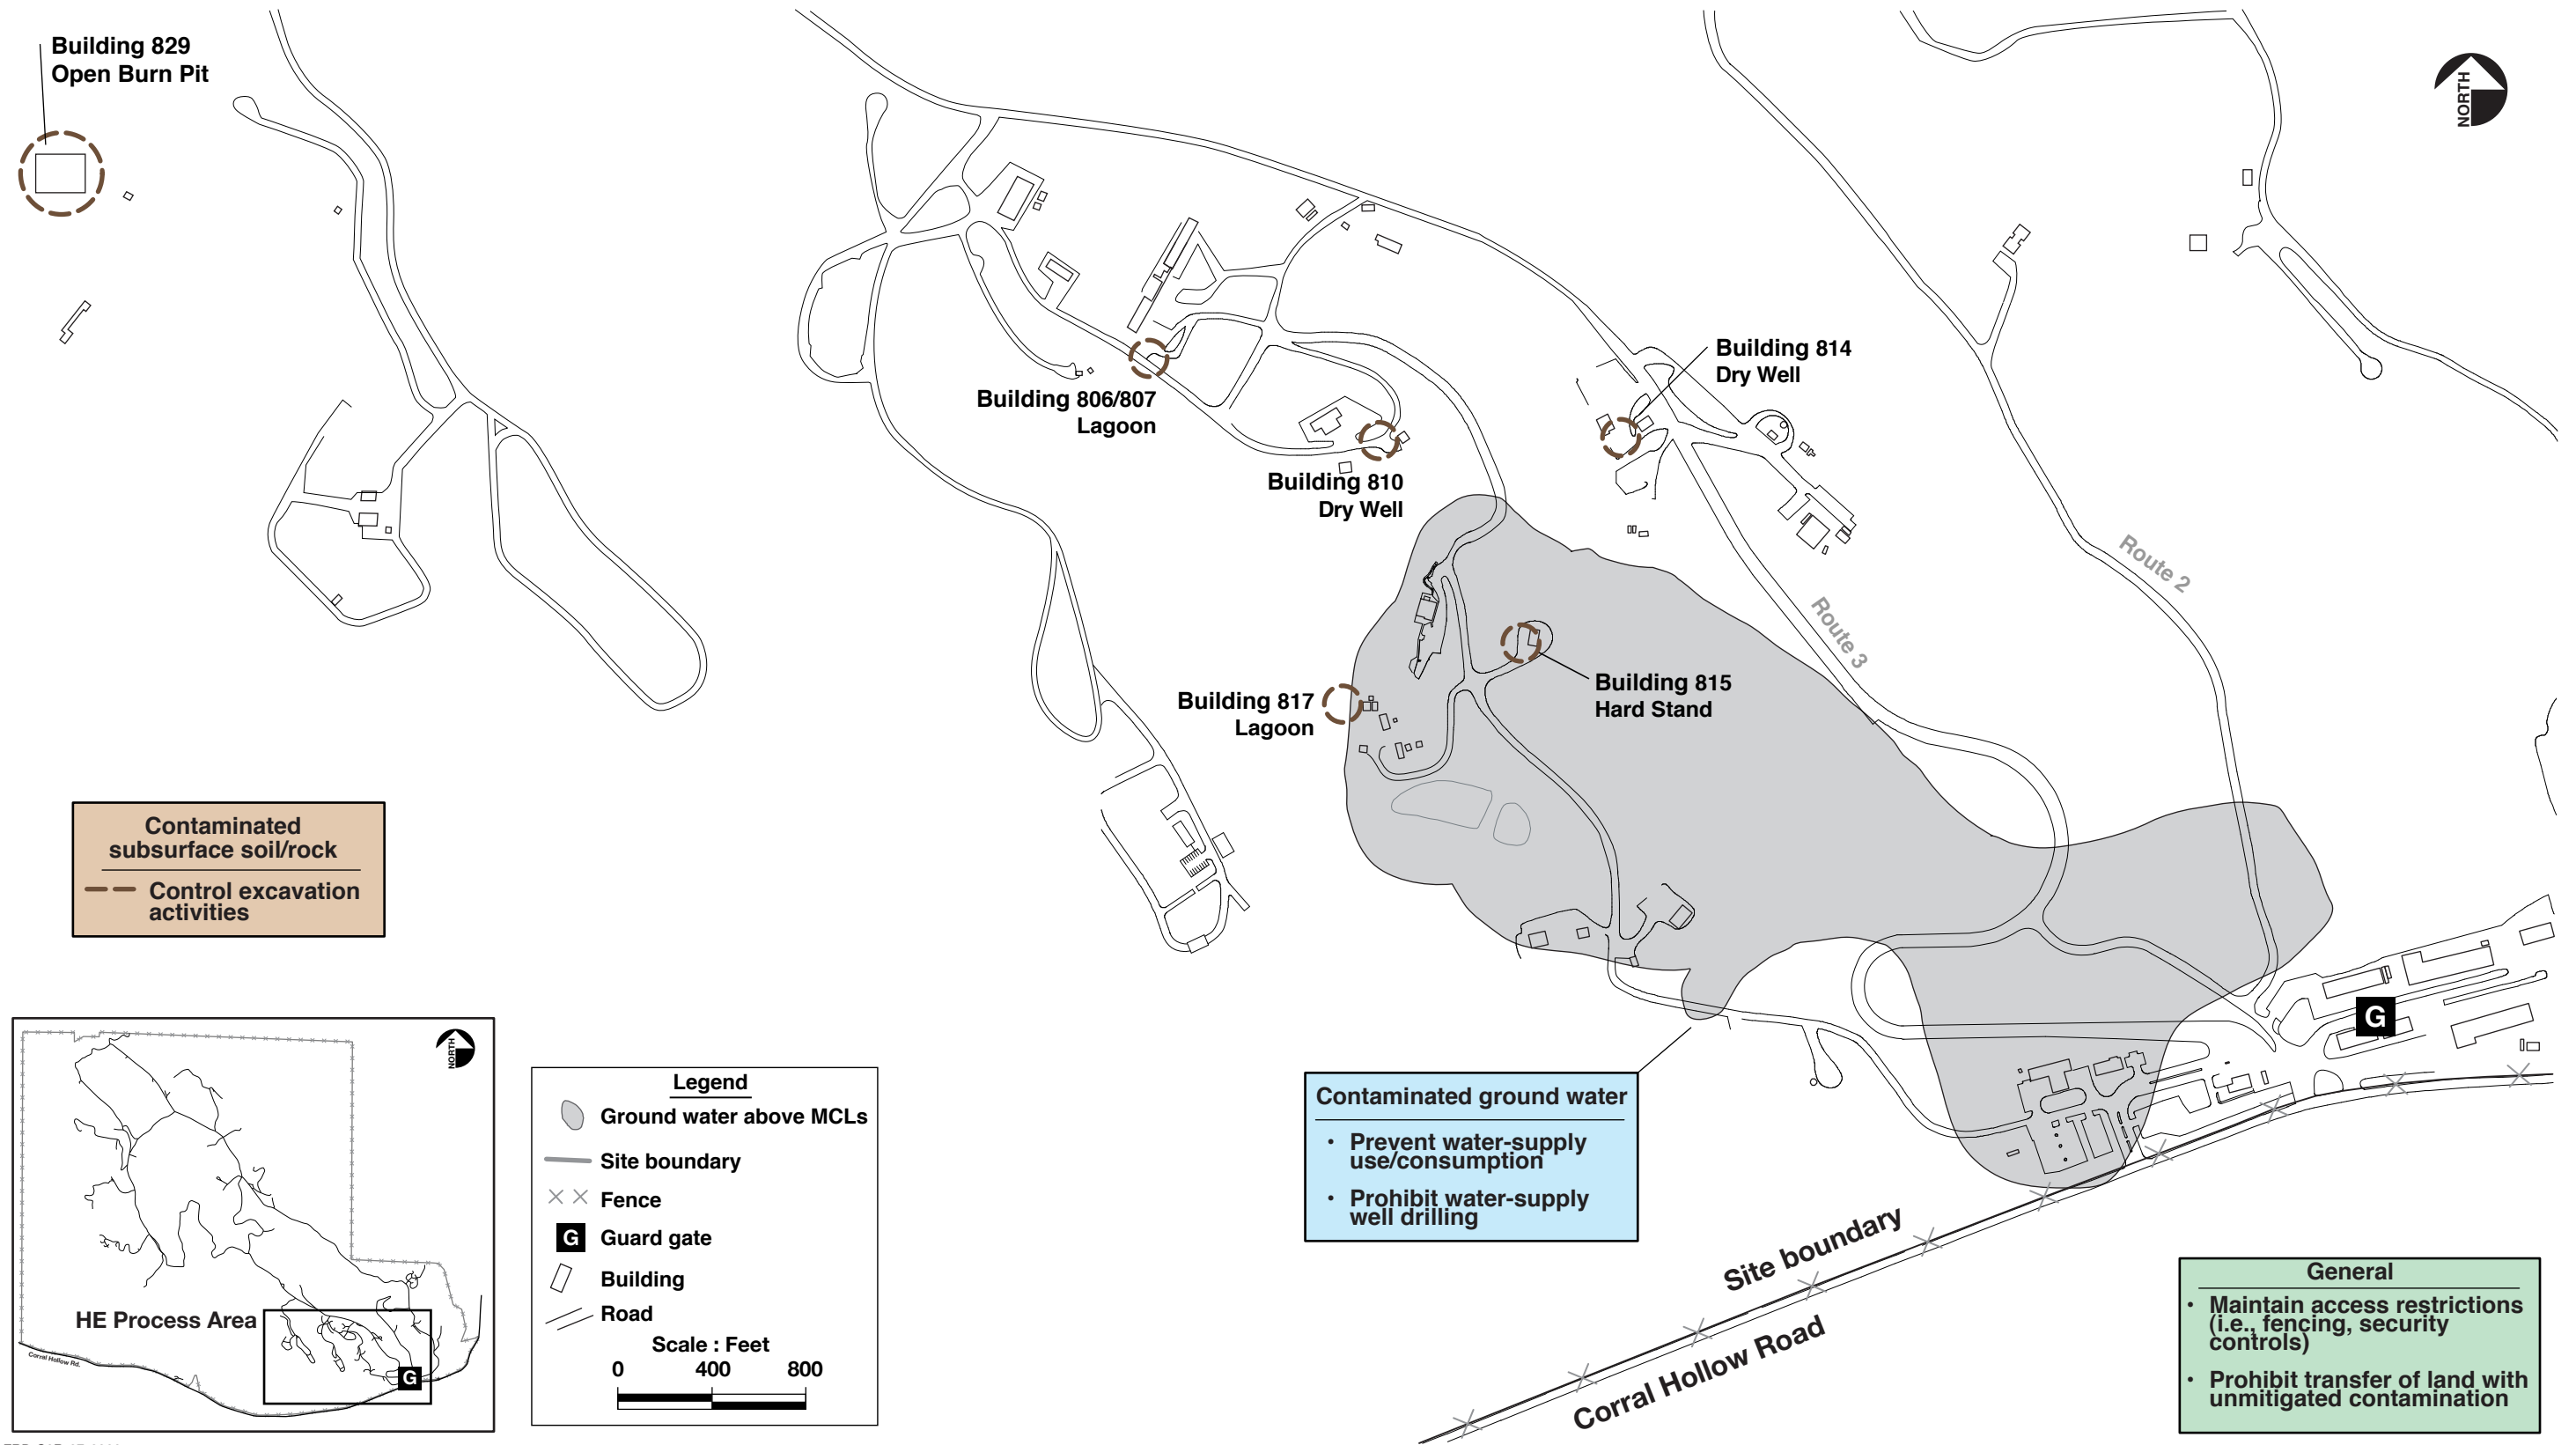 Building 829
Open Burn Pit
NORTH
Building 814
Dry Well
Building 806/807
Lagoon
Building 810
Dry Well
Route 2
Route 3
Building 815
Hard Stand
Building 817
Lagoon
Contaminated
subsurface soil/rock
Control excavation
activities
G
NORTH
HE Process Area
Corral Hollow Rd.
G
Legend
Ground water above MCLs
Site boundary
Fence
G
Guard gate
Building
Road
Scale : Feet
0 400 800
Contaminated ground water
• Prevent water-supply
use/consumption
• Prohibit water-supply
well drilling
Site boundary
Corral Hollow Road
General
• Maintain access restrictions
(i.e., fencing, security
controls)
• Prohibit transfer of land with
unmitigated contamination